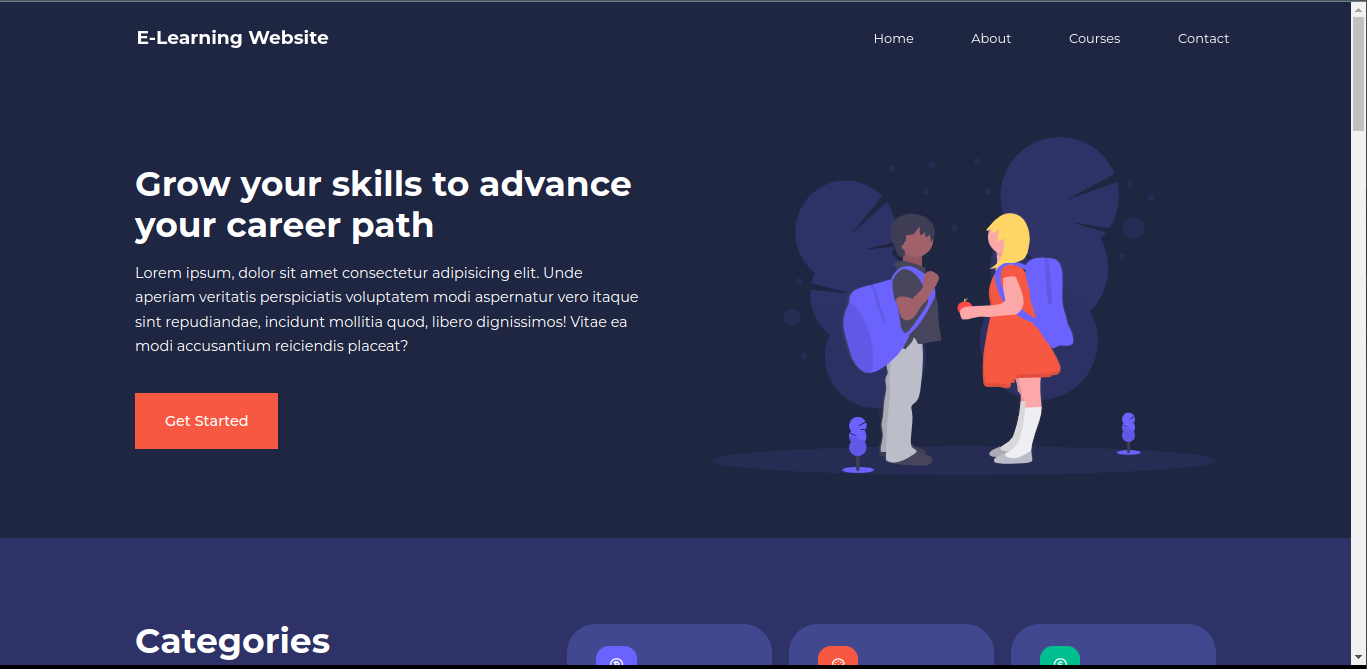 E-Learning Website
Home
About
Courses
Contact
Grow your skills to advance
your career path
Lorem ipsum, dolor sit amet consectetur adipisicing elit. Unde
aperiam veritatis perspiciatis voluptatem modi aspernatur vero itaque
sint repudiandae, incidunt mollitia quod, libero dignissimos! Vitae ea
modi accusantium reiciendis placeat?
Get Started
Categories